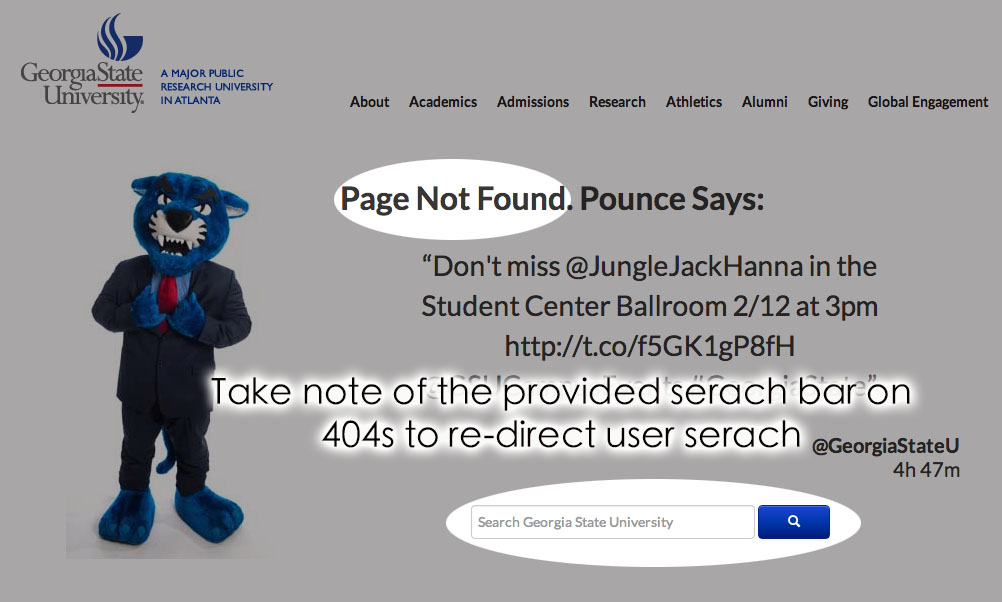 GeorgiaState
University.
A MAJOR PUBLIC
RESEARCH UNIVERSITY
IN ATLANTA
About Academics Admissions Research Athletics Alumni Giving Global Engagement
Page Not Found. Pounce Says:
“Don't miss @JungleJackHanna in the
Student Center Ballroom 2/12 at 3pm
http://t.co/f5GK1gP8fH
Take note of the provided serach bar on
404s to re-direct user serach
@GeorgiaStateU
4h 47m
Search Georgia State University